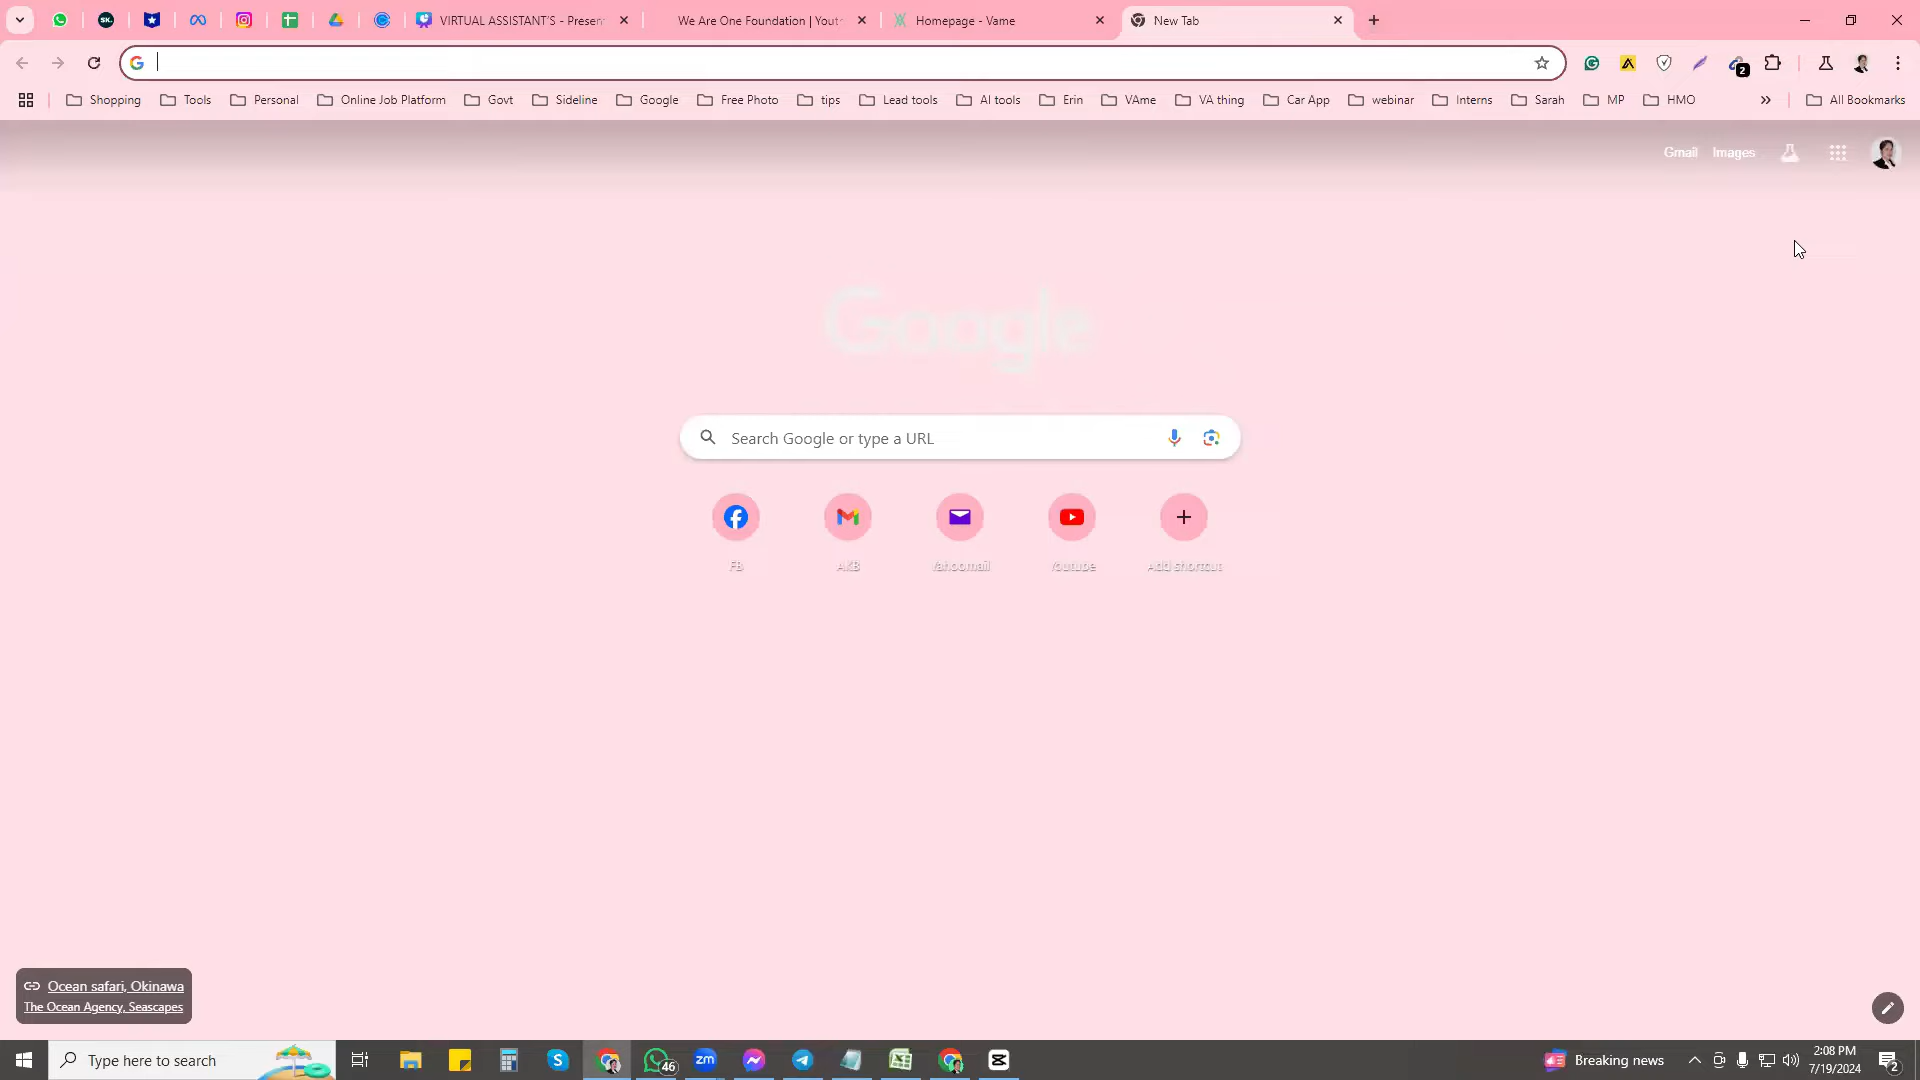 VIRTUAL ASSISTANT'S - Presen
We Are One Foundation | Yout
Homepage - Vame
New Tab
Shopping
Tools
Personal
Online Job Platform
Govt
Sideline
Google
Free Photo
tips
Lead tools
AI tools
Erin
VAme
VA thing
Car App
webinar
Interns
Sarah
MP
HMO
All Bookmarks
Gmail
Images
Google
Search Google or type a URL
FB
AKB
Yahoomail
Youtube
Add shortcut
Ocean safari, Okinawa
The Ocean Agency, Seascapes
Type here to search
46
zm
Breaking news
2:08 PM
7/19/2024
2